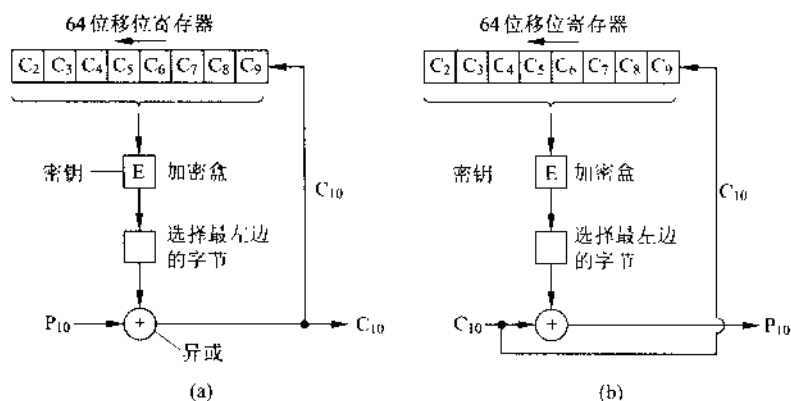 64位移位寄存器
C2 C3 C4 C5 C6 C7 C8 C9
密钥
E
加密盒
C10
选择最左边
的字节
P10
+
C10
异或
(a)
64位移位寄存器
C2 C3 C4 C5 C6 C7 C8 C9
密钥
E
加密盒
C10
选择最左边
的字节
C10
+
P10
(b)